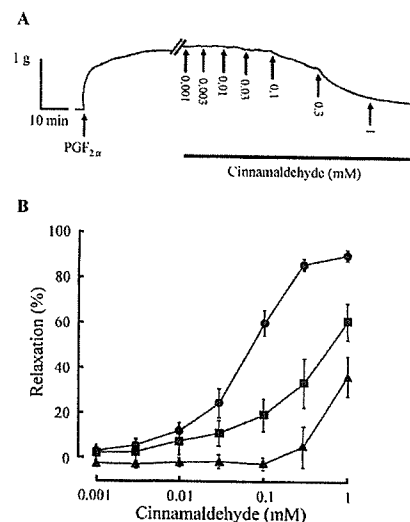 A
1 g
10 min
PGF2α
0.001
0.003
0.01
0.03
0.1
0.3
1
Cinnamaldehyde (mM)
B
100
80
60
40
20
0
Relaxation (%)
0.001
0.01
0.1
1
Cinnamaldehyde (mM)